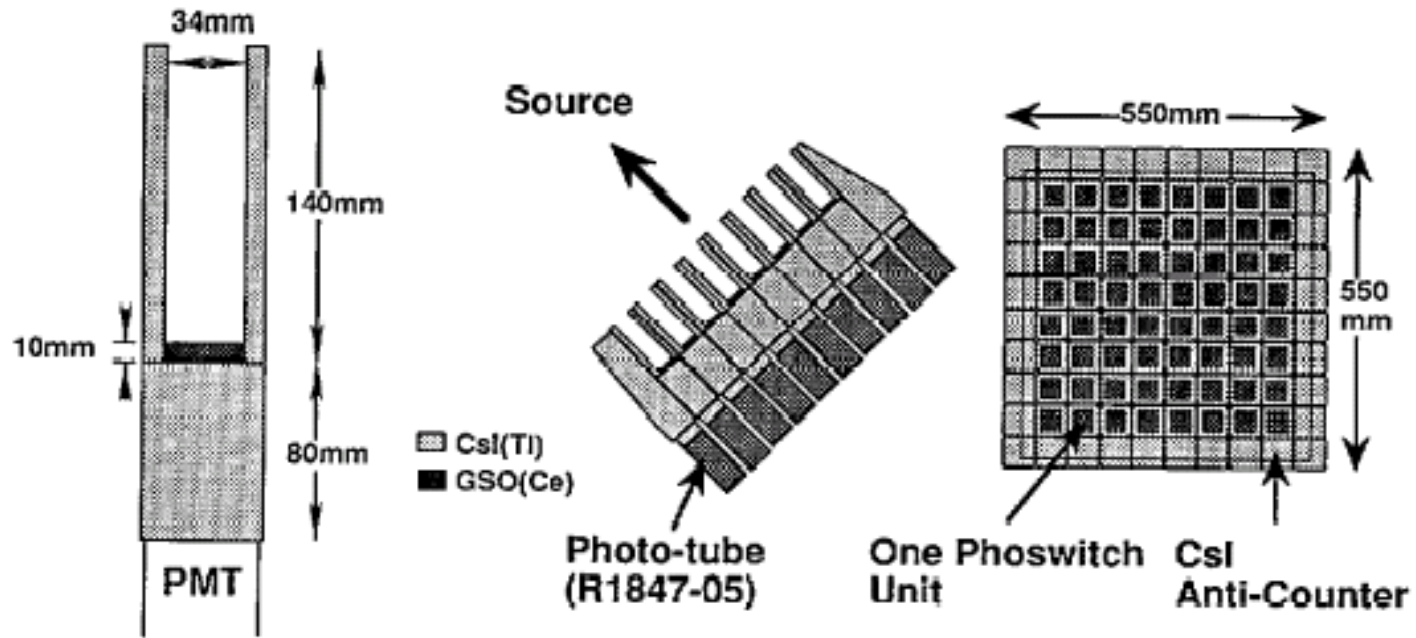 34mm
140mm
10mm
80mm
PMT
Source
CsI(Tl)
GSO(Ce)
Photo-tube
(R1847-05)
550mm
550
mm
One Phoswitch
Unit
CsI
Anti-Counter